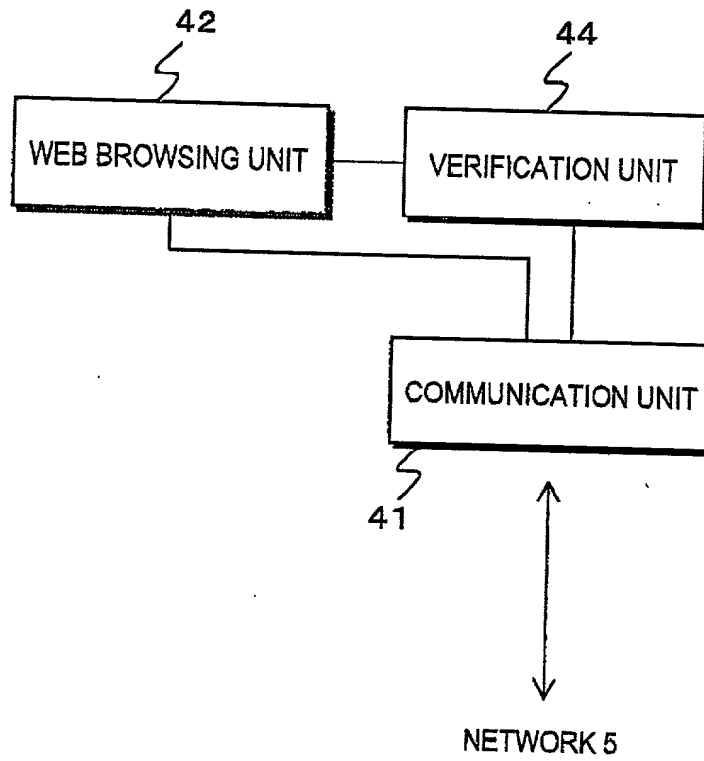 42
44
WEB BROWSING UNIT
VERIFICATION UNIT
COMMUNICATION UNIT
41
NETWORK 5